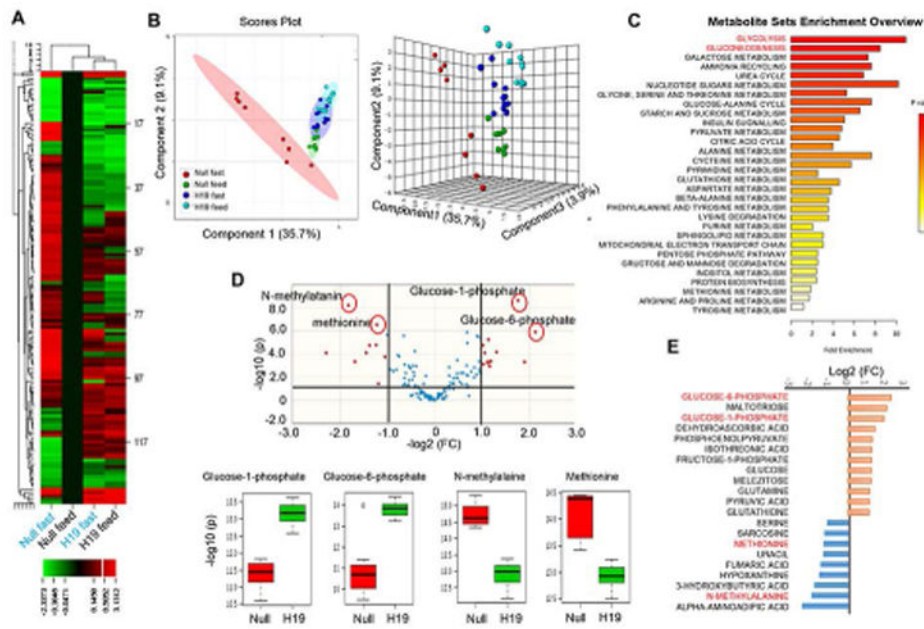 A
17
37
57
77
97
117
Null fast
Null feed
H19 fast
H19 feed
B
Scores Plot
Component 2 (9.1%)
Null fast
Null feed
H19 fast
H19 feed
Component 1 (35.7%)
Component2 (9.1%)
Component1 (35.7%)
Component3 (3.9%)
C
Metabolite Sets Enrichment Overview
GLYCOLYSIS
GLUCONEOGENESIS
GALACTOSE METABOLISM
AMMONIA RECYCLING
UREA CYCLE
NUCLEOTIDE SUGARS METABOLISM
GLYCINE, SERINE AND THREONINE METABOLISM
GLUCOSE-ALANINE CYCLE
STARCH AND SUCROSE METABOLISM
INSULIN SIGNALLING
PYRUVATE METABOLISM
CITRIC ACID CYCLE
ALANINE METABOLISM
CYCTEINE METABOLISM
PYRIMIDINE METABOLISM
GLUTATHIONE METABOLISM
ASPARTATE METABOLISM
BETA-ALANINE METABOLISM
PHENYLALANINE AND TYROSINE METABOLISM
LYSINE DEGRADATION
PURINE METABOLISM
SPHINGOLIPID METABOLISM
MITOCHONDRIAL ELECTRON TRANSPORT CHAIN
PENTOSE PHOSPHATE PATHWAY
FRUCTOSE AND MANNOSE DEGRADATION
INOSITOL METABOLISM
PROTEIN BIOSYNTHESIS
METHIONINE METABOLISM
ARGININE AND PROLINE METABOLISM
TYROSINE METABOLISM
0 2 4 6 8 10
Fold Enrichment
D
N-methylatanin
methionine
Glucose-1-phosphate
Glucose-6-phosphate
8.0
6.0
4.0
2.0
0
-2.0
-log10 (p)
-3.0 -2.0 -1.0 0 1.0 2.0 3.0
-log2 (FC)
Glucose-1-phosphate
Glucose-6-phosphate
N-methylalaine
Methionine
-log10 (p)
Null H19
Null H19
Null H19
Null H19
E
Log2 (FC)
GLUCOSE-6-PHOSPHATE
MALTOTRIOSE
GLUCOSE-1-PHOSPHATE
DEHYDROASCORBIC ACID
PHOSPHOENOLPYRUVATE
ISOTHREONIC ACID
FRUCTOSE-1-PHOSPHATE
GLUCOSE
MELEZITOSE
GLUTAMINE
PYRUVIC ACID
GLUTATHIONE
SERINE
SARCOSINE
METHIONINE
URACIL
FUMARIC ACID
HYPOXANTHINE
3-HYDROXYBUTYRIC ACID
N-METHYLALANINE
ALPHA-AMINOADIPIC ACID